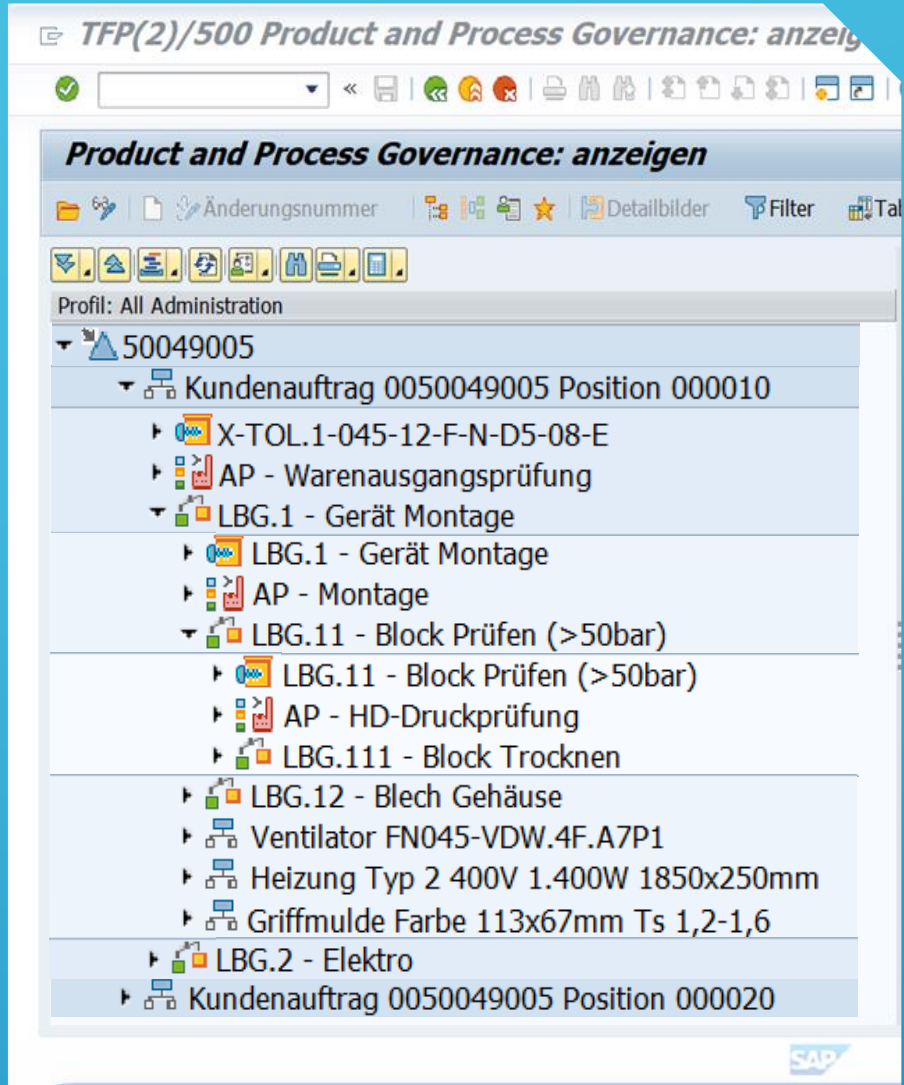 TFP(2)/500 Product and Process Governance: anzeig
«
Product and Process Governance: anzeigen
Änderungsnummer Detailbilder Filter Tab
Profil: All Administration
50049005
Kundenauftrag 0050049005 Position 000010
X-TOL.1-045-12-F-N-D5-08-E
AP - Warenausgangsprüfung
LBG.1 - Gerät Montage
LBG.1 - Gerät Montage
AP - Montage
LBG.11 - Block Prüfen (>50bar)
LBG.11 - Block Prüfen (>50bar)
AP - HD-Druckprüfung
LBG.111 - Block Trocknen
LBG.12 - Blech Gehäuse
Ventilator FN045-VDW.4F.A7P1
Heizung Typ 2 400V 1.400W 1850x250mm
Griffmulde Farbe 113x67mm Ts 1,2-1,6
LBG.2 - Elektro
Kundenauftrag 0050049005 Position 000020
SAP